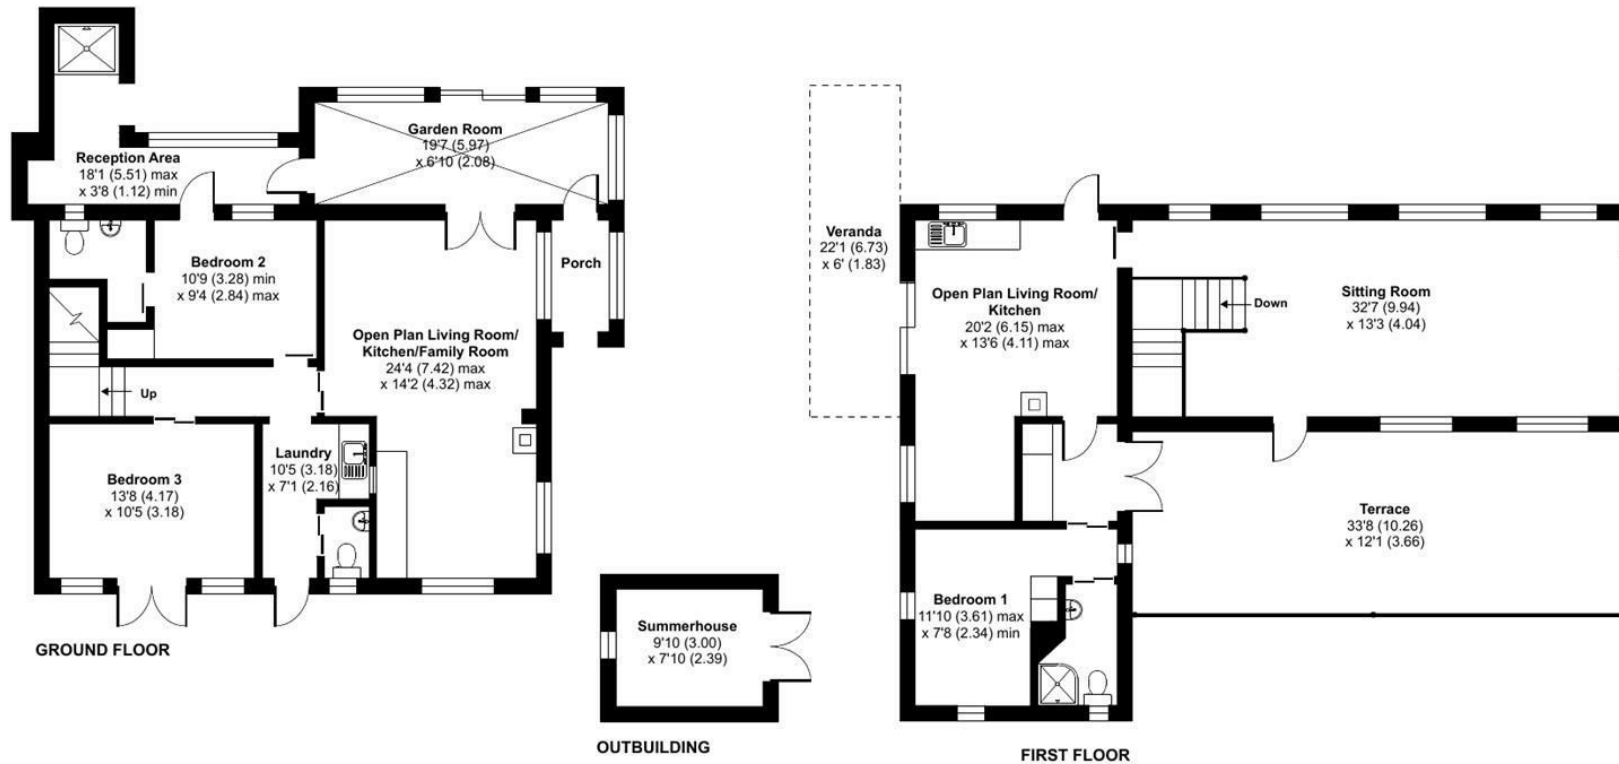 Reception Area
18'1 (5.51) max
x 3'8 (1.12) min
Garden Room
19'7 (5.97)
x 6'10 (2.08)
Bedroom 2
10'9 (3.28) min
x 9'4 (2.84) max
Porch
Open Plan Living Room/
Kitchen/Family Room
24'4 (7.42) max
x 14'2 (4.32) max
Up
Laundry
10'5 (3.18)
x 7'1 (2.16)
Bedroom 3
13'8 (4.17)
x 10'5 (3.18)
GROUND FLOOR
Summerhouse
9'10 (3.00)
x 7'10 (2.39)
OUTBUILDING
Veranda
22'1 (6.73)
x 6' (1.83)
Open Plan Living Room/
Kitchen
20'2 (6.15) max
x 13'6 (4.11) max
Down
Sitting Room
32'7 (9.94)
x 13'3 (4.04)
Terrace
33'8 (10.26)
x 12'1 (3.66)
Bedroom 1
11'10 (3.61) max
x 7'8 (2.34) min
FIRST FLOOR